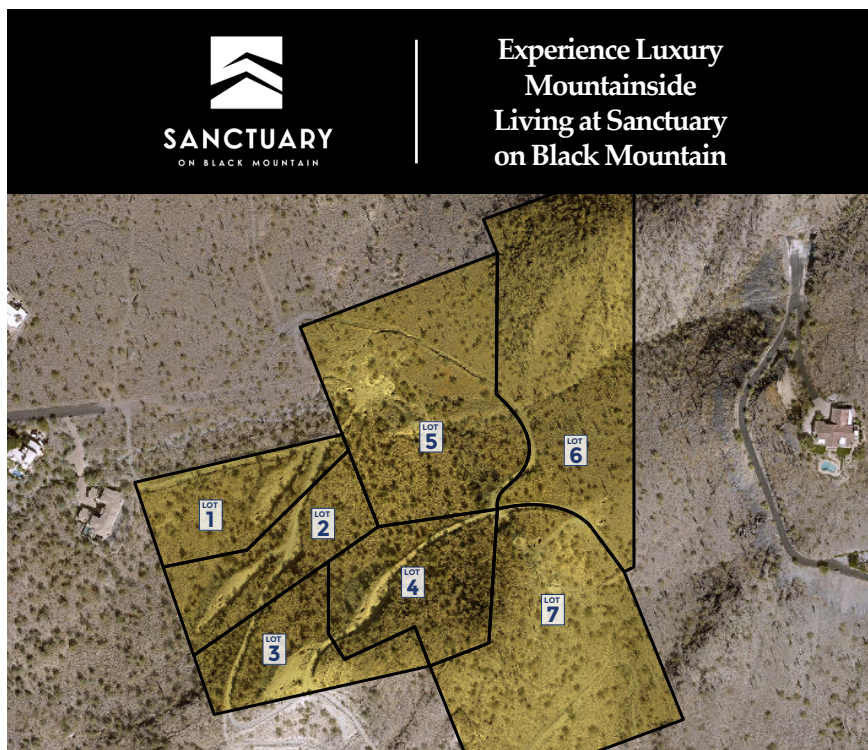 SANCTUARY
ON BLACK MOUNTAIN
Experience Luxury
Mountainside
Living at Sanctuary
on Black Mountain
LOT
5
LOT
6
LOT
1
LOT
2
LOT
4
LOT
7
LOT
3